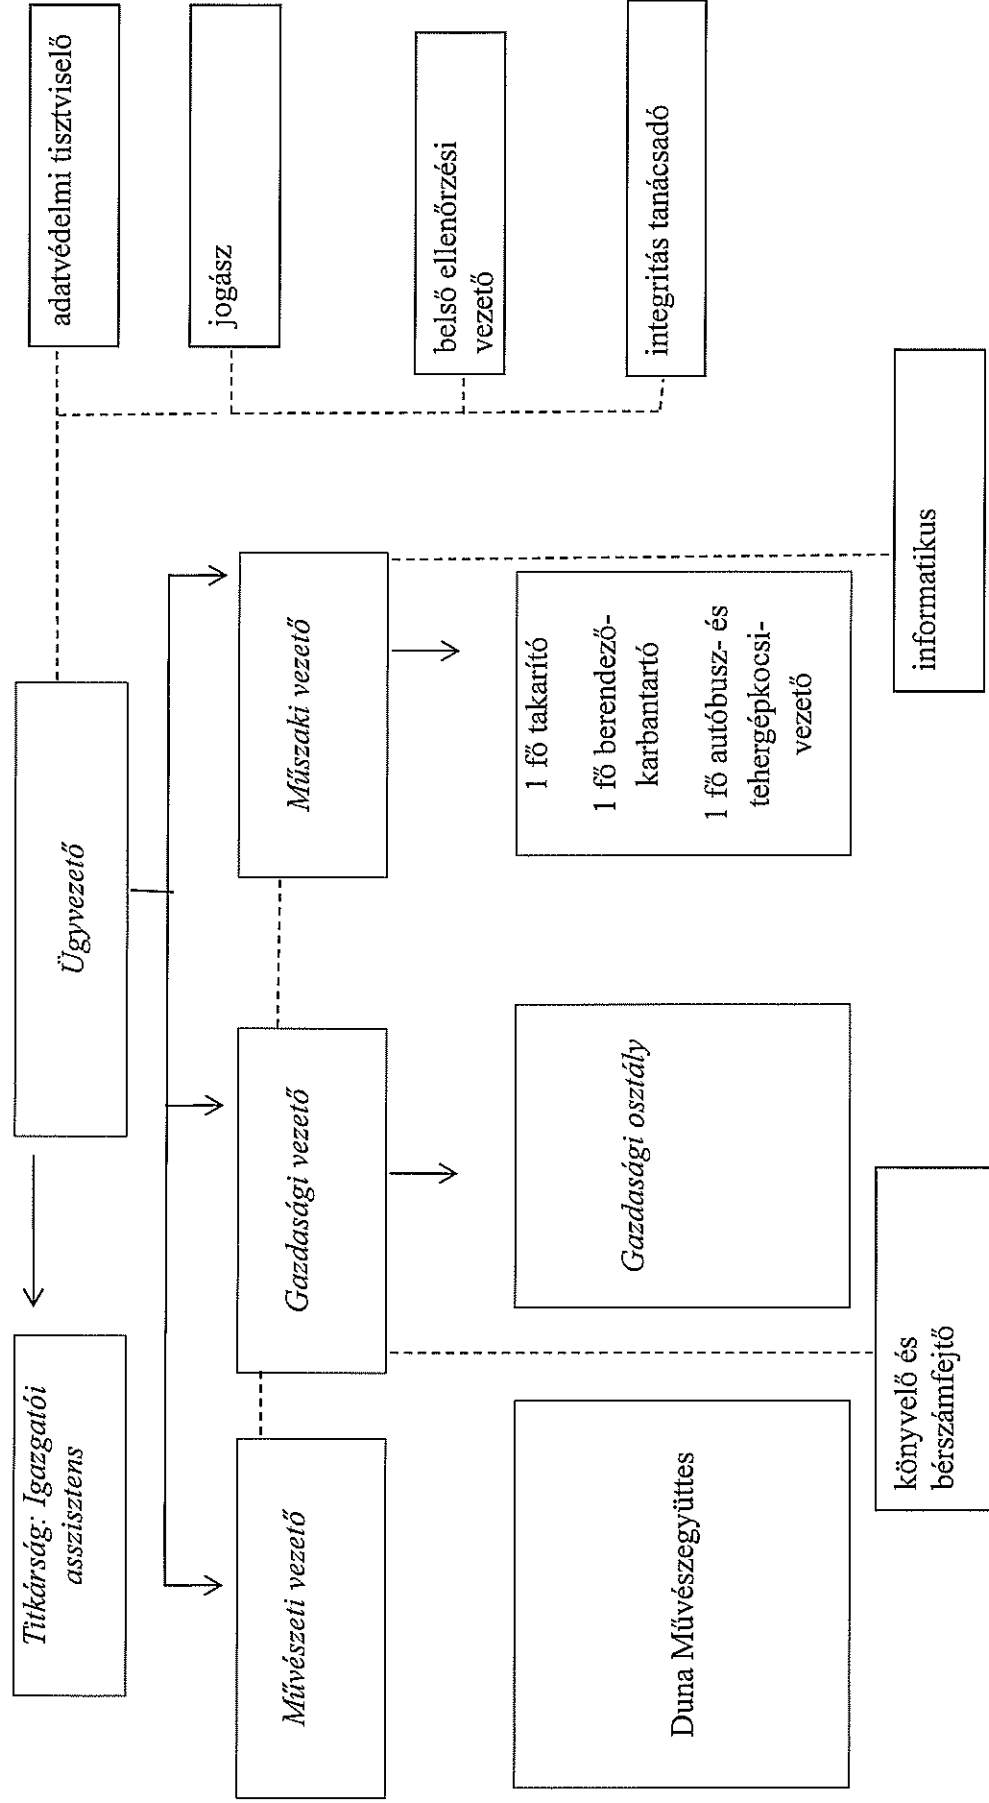 Titkárság: Igazgatói
asszisztens
Ügyvezető
adatvédelmi tisztviselő
jogász
belső ellenőrzési
vezető
integritás tanácsadó
Művészeti vezető
Gazdasági vezető
Műszaki vezető
Duna Művészegyüttes
Gazdasági osztály
1 fő takarító
1 fő berendező-
karbantartó
1 fő autóbusz- és
tehergépkocsi-
vezető
könyvelő és
bérszámfejtő
informatikus